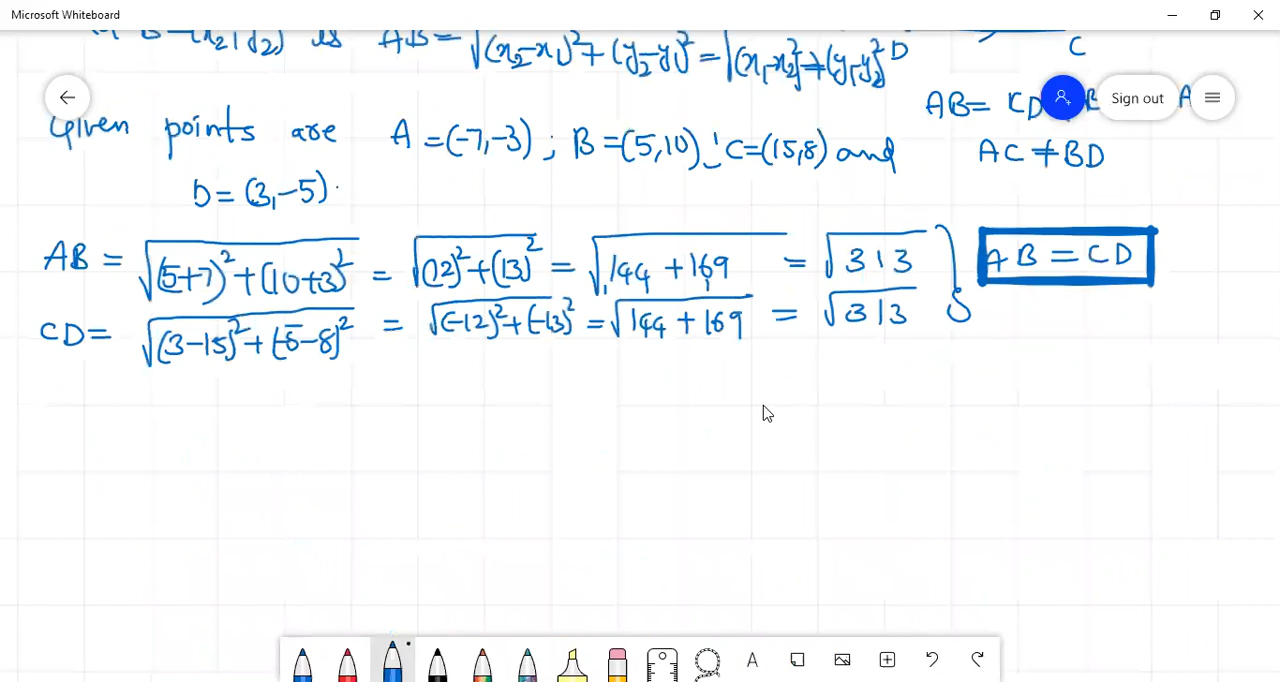 Microsoft Whiteboard
is AB = √(x₂-x₁)²+(y₂-y₁)² = √(x₁-x₂)²+(y₁-y₂)² D
C
AB = CD
Sign out
Given points are A = (-7,-3) ; B = (5,10) ; C = (15,8) and
AC ≠ BD
D = (3,-5).
AB = √(5+7)²+(10+3)² = √(12)²+(13)² = √144+169 = √313
AB = CD
CD = √(3-15)²+(-5-8)² = √(-12)²+(-13)² = √144+169 = √313
A